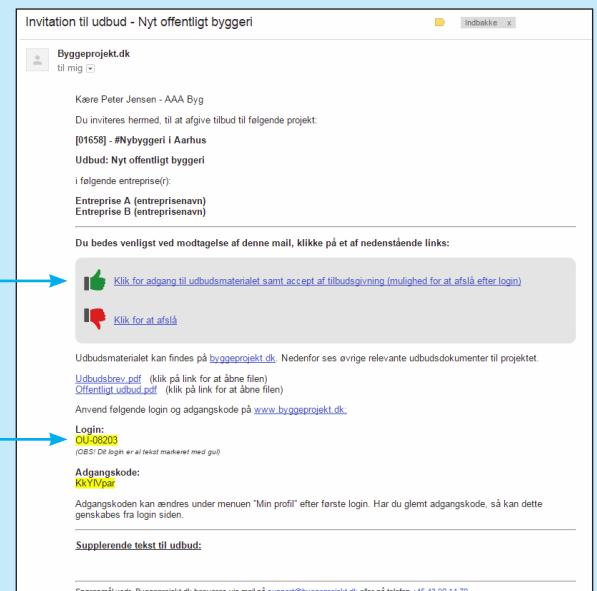 Invitation til udbud - Nyt offentligt byggeri
Indbakke x
Byggeprojekt.dk
til mig
Kære Peter Jensen - AAA Byg
Du inviteres hermed, til at afgive tilbud til følgende projekt:
[01658] - #Nybyggeri i Aarhus
Udbud: Nyt offentligt byggeri
i følgende entreprise(r):
Entreprise A (entreprisenavn)
Entreprise B (entreprisenavn)
Du bedes venligst ved modtagelse af denne mail, klikke på et af nedenstående links:
Klik for adgang til udbudsmaterialet samt accept af tilbudsgivning (mulighed for at afslå efter login)
Klik for at afslå
Udbudsmaterialet kan findes på byggeprojekt.dk. Nedenfor ses øvrige relevante udbudsdokumenter til projektet.
Udbudsbrev.pdf (klik på link for at åbne filen)
Offentligt udbud.pdf (klik på link for at åbne filen)
Anvend følgende login og adgangskode på www.byggeprojekt.dk:
Login:
OU-08203
(OBS! Dit login er al tekst markeret med gul)
Adgangskode:
KkYlVpar
Adgangskoden kan ændres under menuen "Min profil" efter første login. Har du glemt adgangskode, så kan dette
genskabes fra login siden.
Supplerende tekst til udbud: